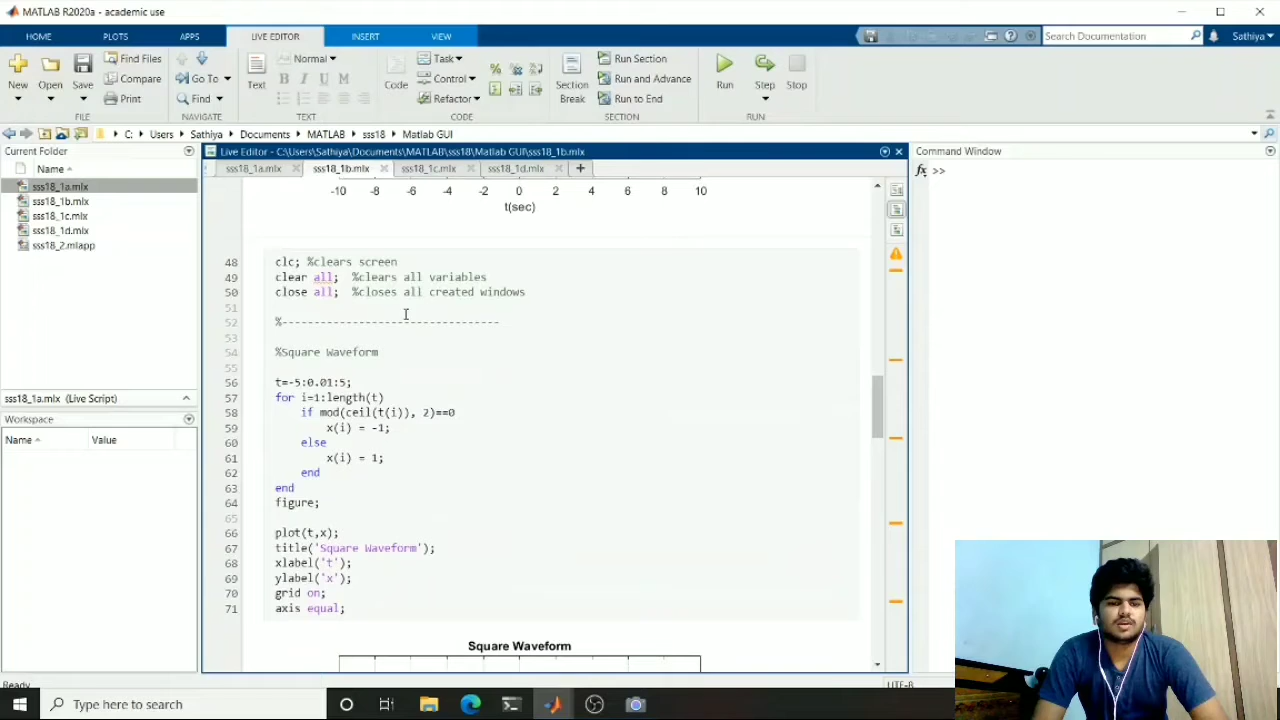 MATLAB R2020a - academic use
HOME PLOTS APPS LIVE EDITOR INSERT VIEW Search Documentation Sathiya
New Open Save Find Files Compare Print
Go To Find
Text Normal B I U M
Code Task Control Refactor
Section Break Run Section Run and Advance Run to End
Run Step Stop
FILE NAVIGATE TEXT CODE SECTION RUN
C: Users Sathiya Documents MATLAB sss18 Matlab GUI
Current Folder
Name
sss18_1a.mlx
sss18_1b.mlx
sss18_1c.mlx
sss18_1d.mlx
sss18_2.mlapp
sss18_1a.mlx (Live Script)
Workspace
Name Value
Live Editor - C:\Users\Sathiya\Documents\MATLAB\sss18\Matlab GUI\sss18_1b.mlx
sss18_1a.mlx sss18_1b.mlx sss18_1c.mlx sss18_1d.mlx
-10 -8 -6 -4 -2 0 2 4 6 8 10
t(sec)
48 clc; %clears screen
49 clear all; %clears all variables
50 close all; %closes all created windows
51
52 %----------------------------------
53
54 %Square Waveform
55
56 t=-5:0.01:5;
57 for i=1:length(t)
58 if mod(ceil(t(i)), 2)==0
59 x(i) = -1;
60 else
61 x(i) = 1;
62 end
63 end
64 figure;
65
66 plot(t,x);
67 title('Square Waveform');
68 xlabel('t');
69 ylabel('x');
70 grid on;
71 axis equal;
Square Waveform
Command Window
fx >>
Ready
UTF-8
Type here to search